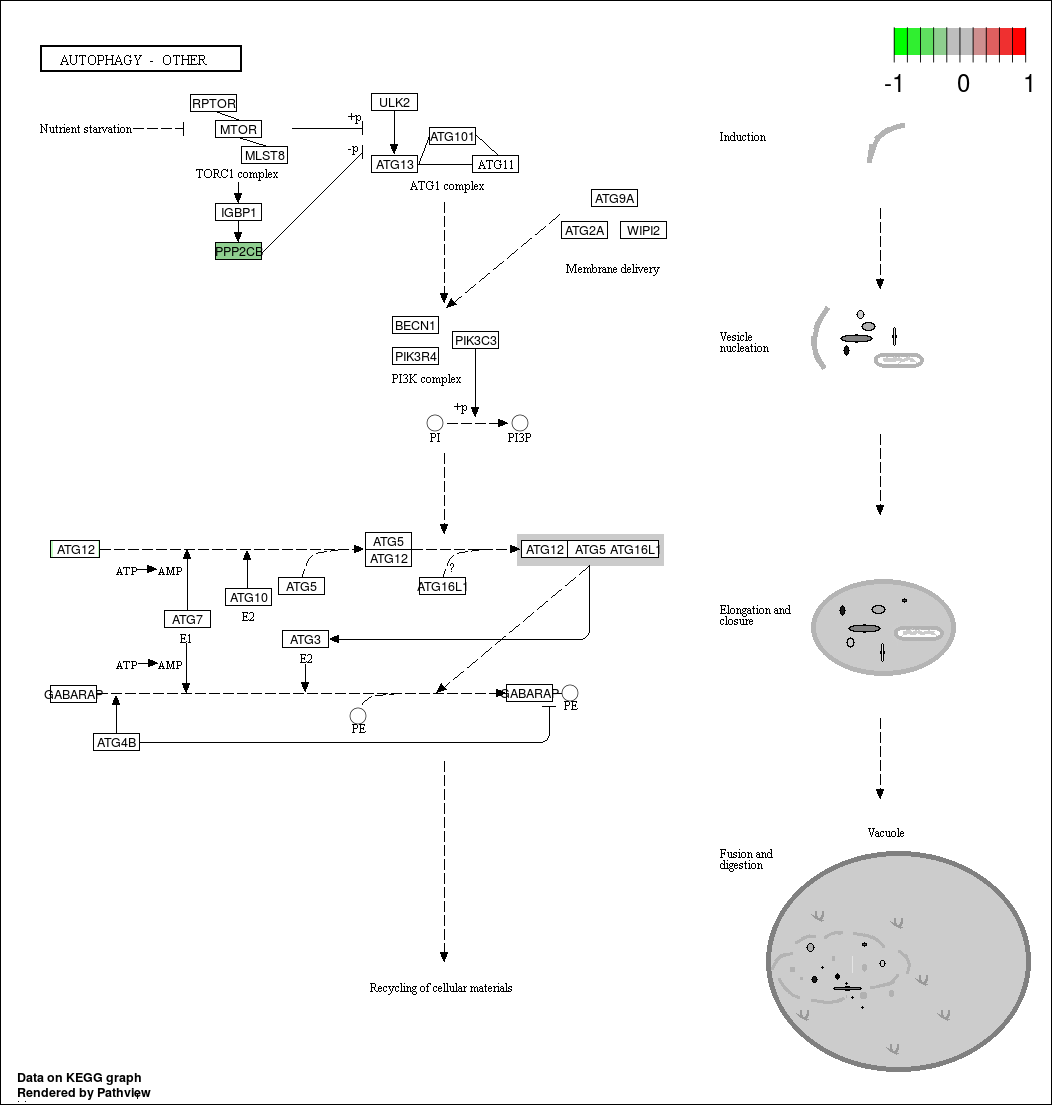 AUTOPHAGY - OTHER
-1 0 1
RPTOR
Nutrient starvation
MTOR
MLST8
TORC1 complex
IGBP1
PPP2CB
+p
-p
ULK2
ATG101
ATG13
ATG11
ATG1 complex
ATG9A
ATG2A
WIPI2
Membrane delivery
BECN1
PIK3C3
PIK3R4
PI3K complex
+p
PI
PI3P
ATG12
ATG5
ATG12
ATG12
ATG5
ATG16L1
ATP
AMP
ATG5
?
ATG16L1
ATG10
E2
ATG7
E1
ATG3
E2
ATP
AMP
GABARAP
GABARAP
PE
PE
ATG4B
Recycling of cellular materials
Induction
Vesicle
nucleation
Elongation and
closure
Vacuole
Fusion and
digestion
Data on KEGG graph
Rendered by Pathview